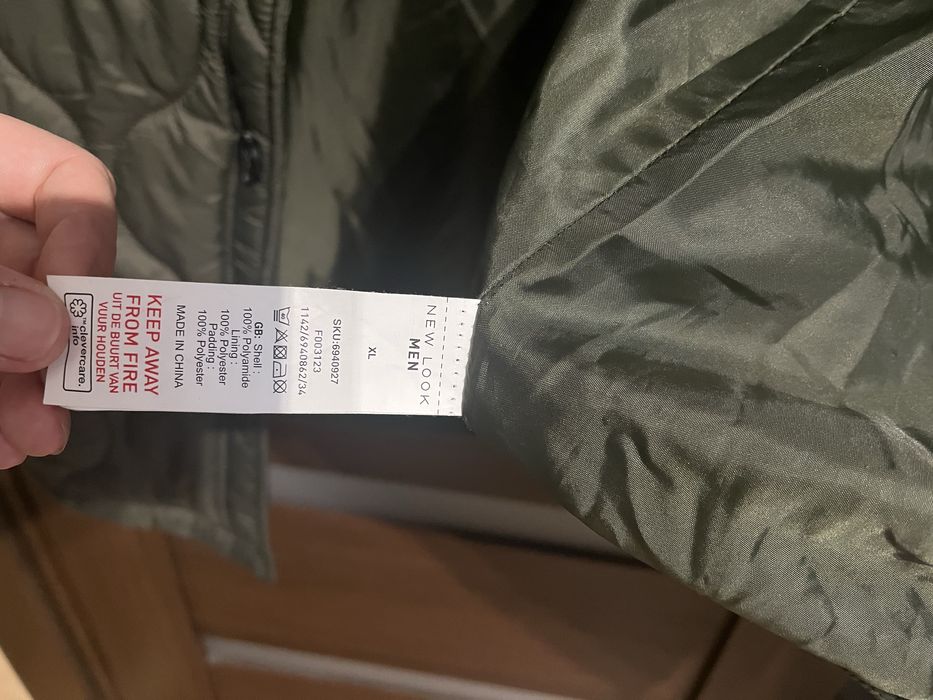 NEW LOOK
MEN
XL
SKU:6940927
F003123
1142/6940862/34
GB: Shell :
100% Polyamide
Lining :
100% Polyester
Padding :
100% Polyester
MADE IN CHINA
KEEP AWAY
FROM FIRE
UIT DE BUURT VAN
VUUR HOUDEN
™clevercare.
info